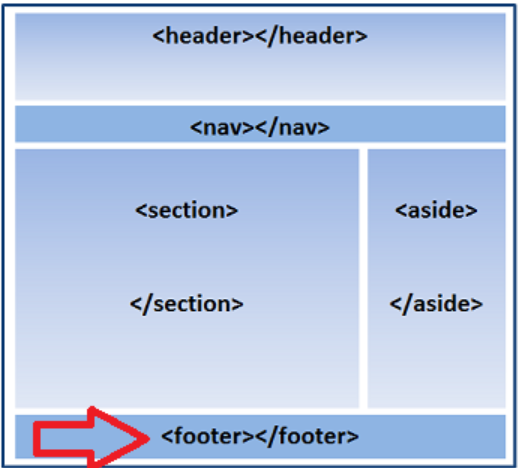 <header></header>
<nav></nav>
<section>
<aside>
</section>
</aside>
<footer></footer>